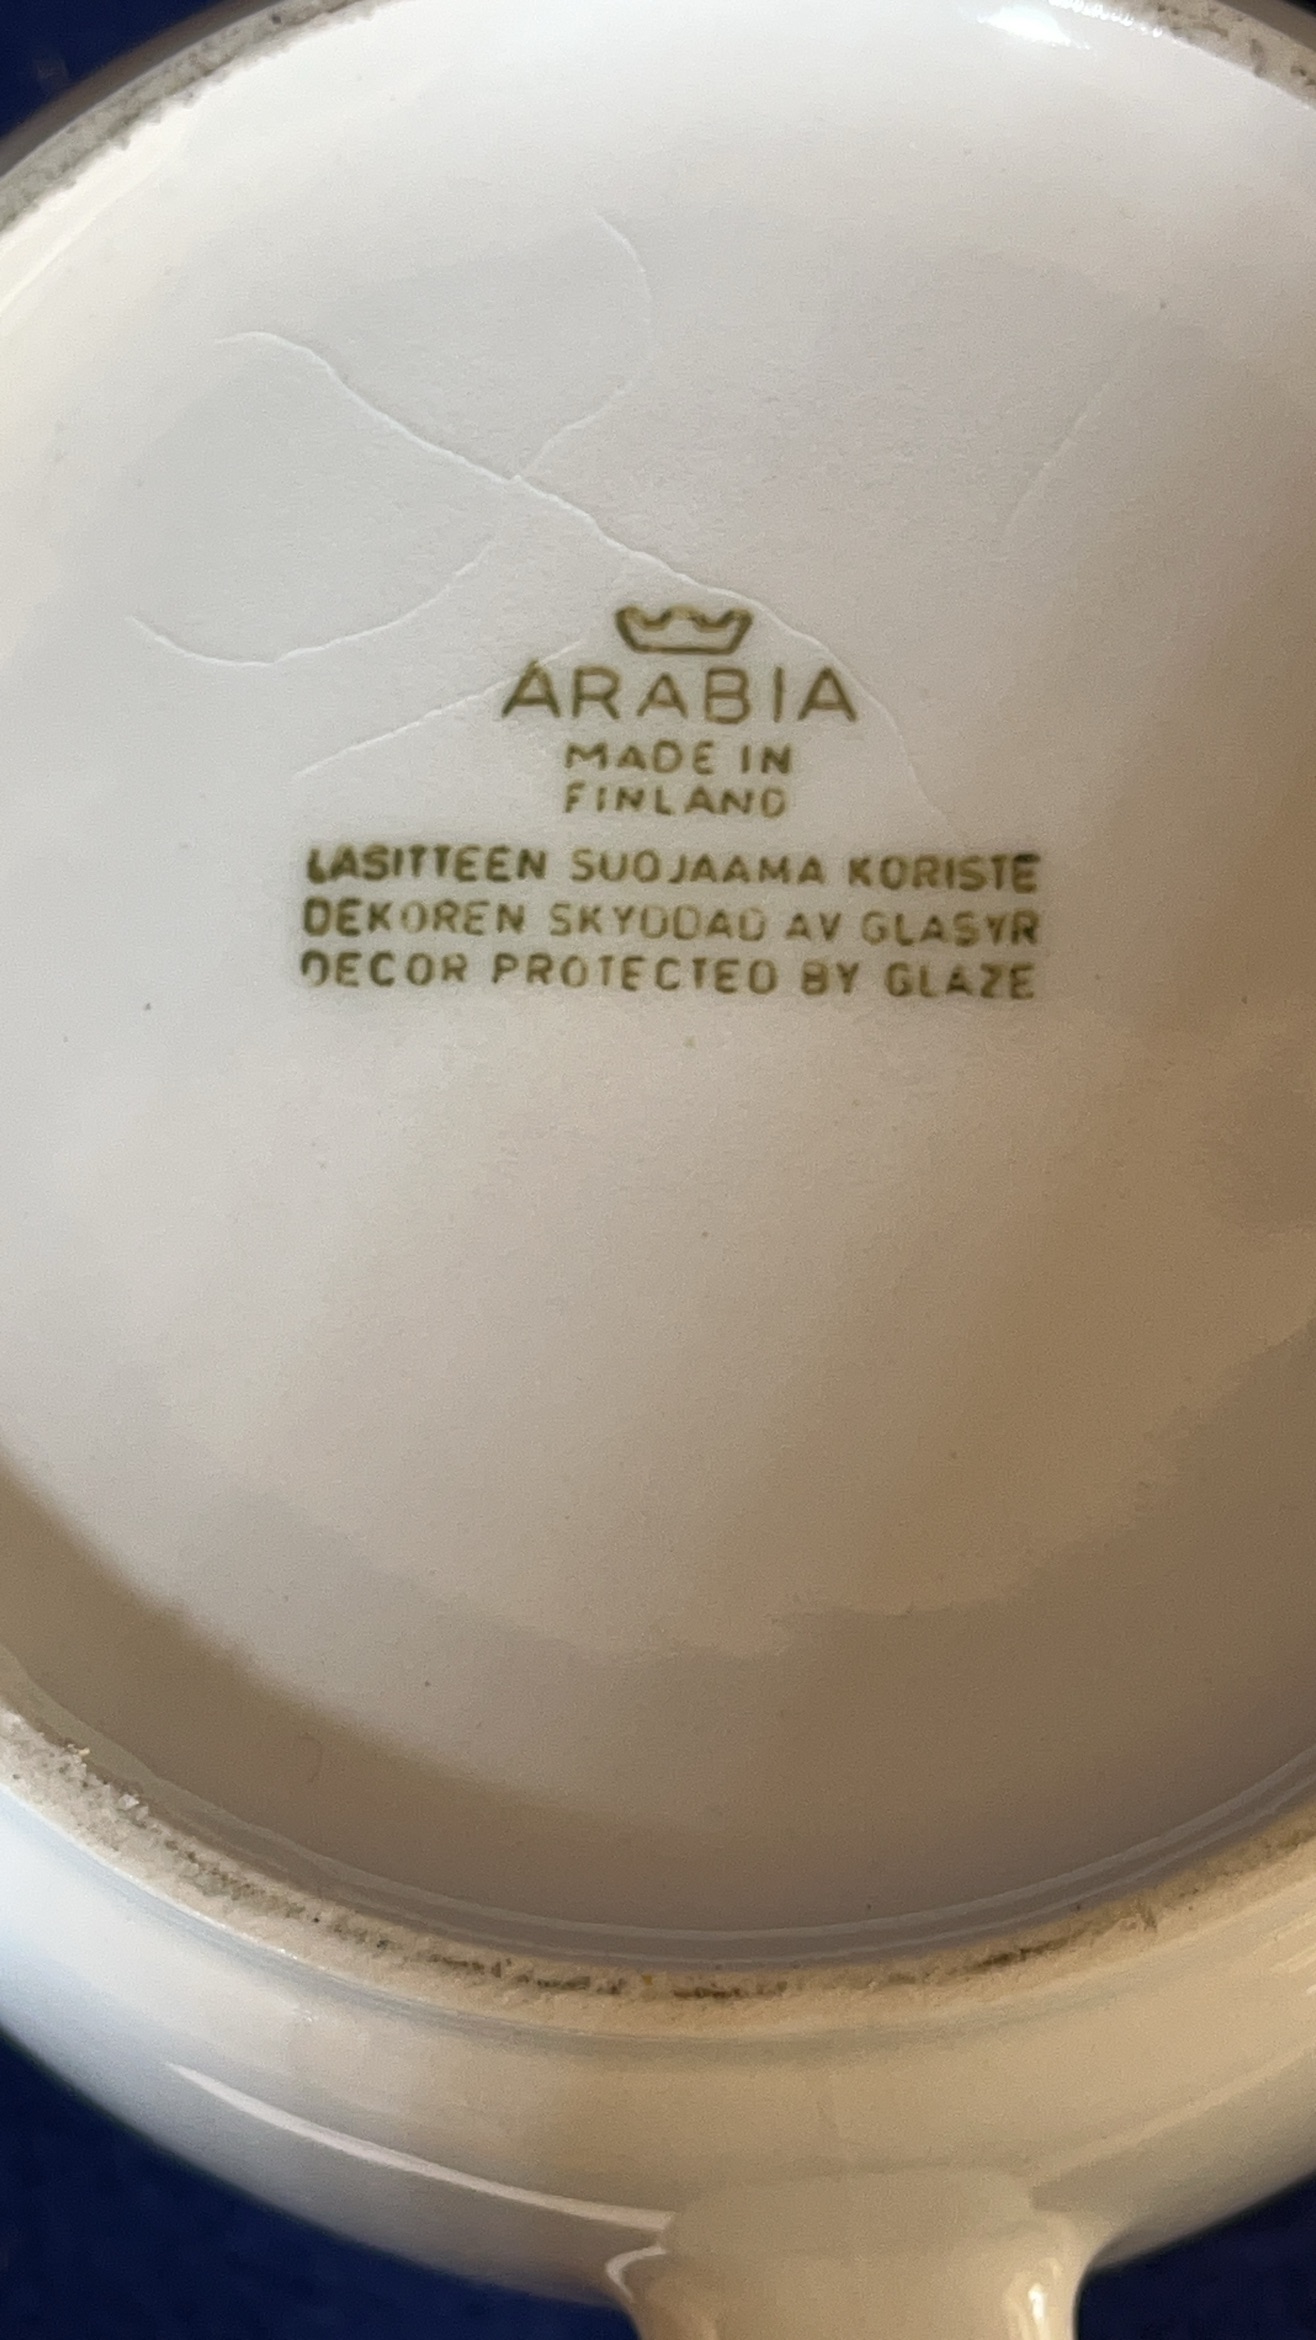 ARABIA
MADE IN
FINLAND
LASITTEEN SUOJAAMA KORISTE
DEKOREN SKYDDAD AV GLASYR
DECOR PROTECTED BY GLAZE